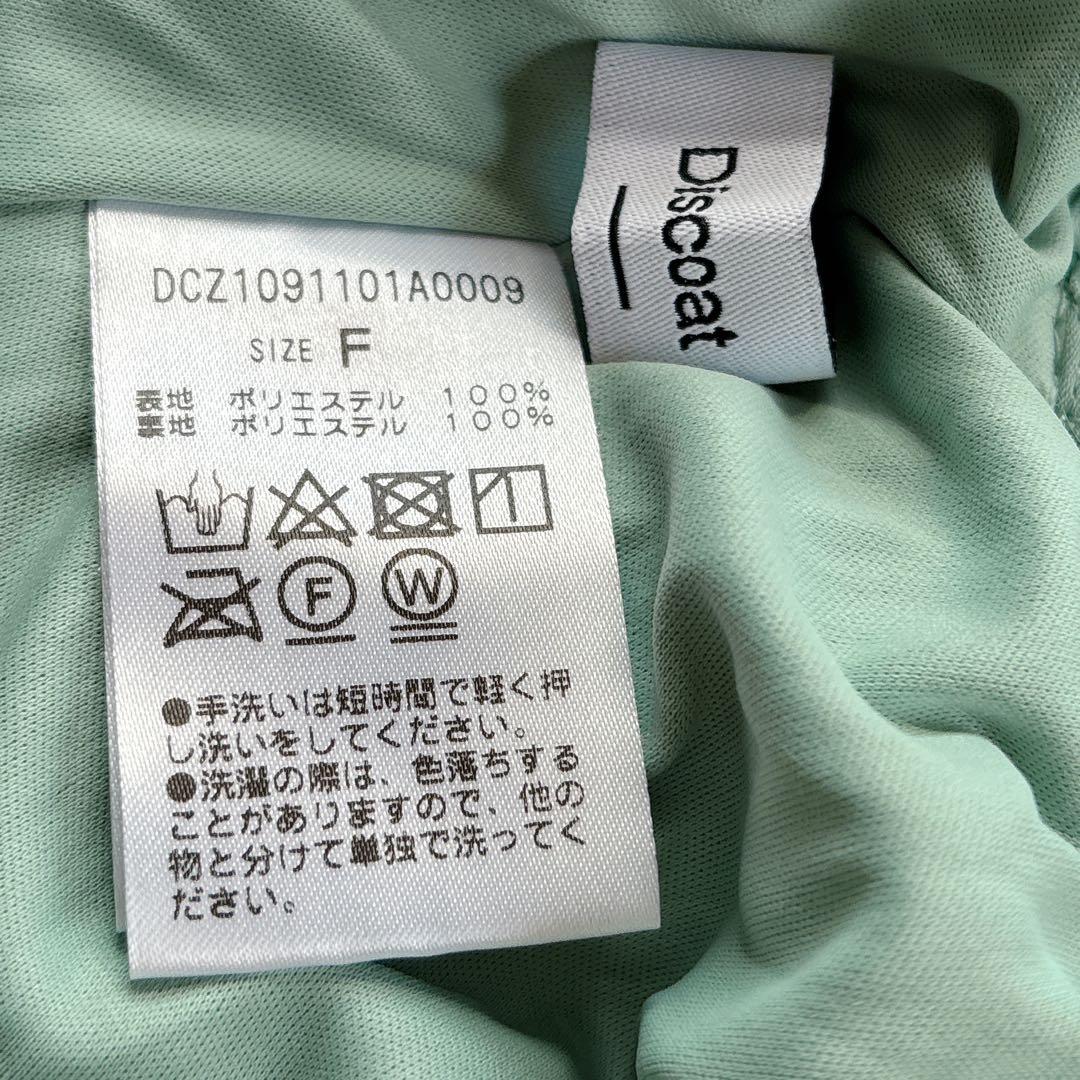 Discoat
DCZ1091101A0009
SIZE F
表地 ポリエステル 100%
裏地 ポリエステル 100%
F
W
●手洗いは短時間で軽く押
し洗いをしてください。
●洗濯の際は、色落ちする
ことがありますので、他の
物と分けて単独で洗ってく
ださい。